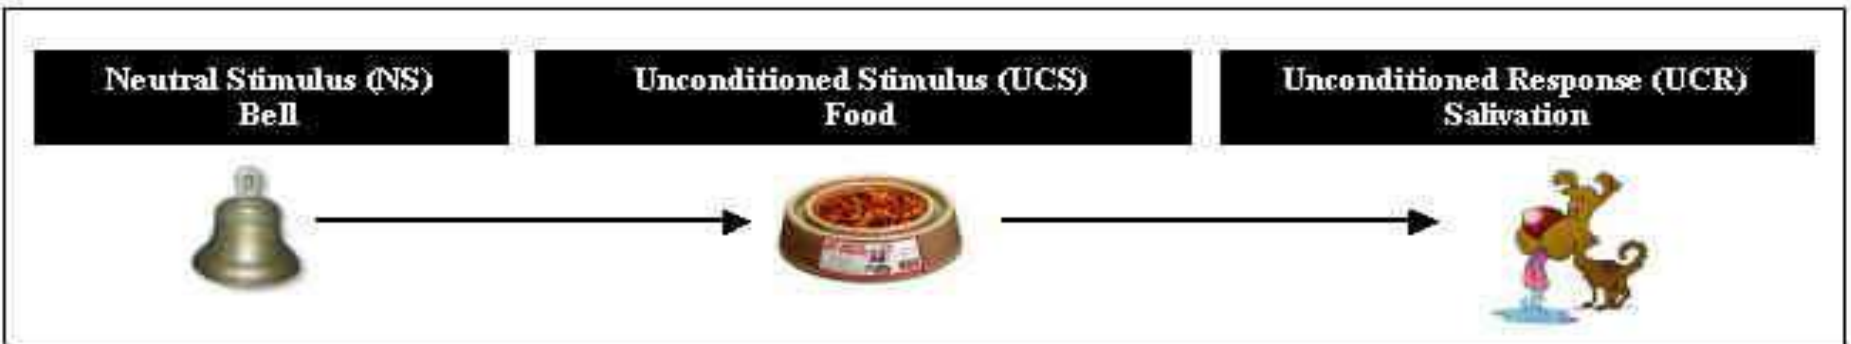 Neutral Stimulus (NS)
Bell
Unconditioned Stimulus (UCS)
Food
Unconditioned Response (UCR)
Salivation